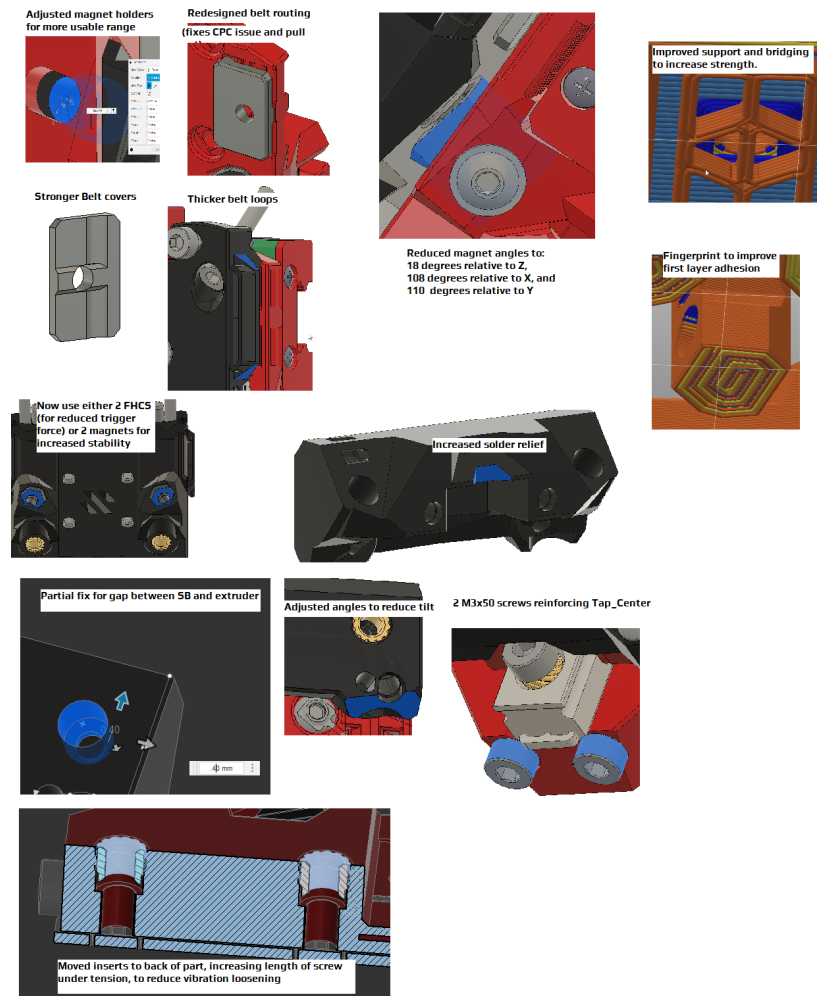 Adjusted magnet holders
for more usable range
Redesigned belt routing
(fixes CPC issue and pull
Improved support and bridging
to increase strength.
Stronger Belt covers
Thicker belt loops
Reduced magnet angles to:
18 degrees relative to Z,
108 degrees relative to X, and
110 degrees relative to Y
Fingerprint to improve
first layer adhesion
Now use either 2 FHCS
(for reduced trigger
force) or 2 magnets for
increased stability
Increased solder relief
Partial fix for gap between SB and extruder
Adjusted angles to reduce tilt
2 M3x50 screws reinforcing Tap_Center
0.40
.40 mm
Moved inserts to back of part, increasing length of screw
under tension, to reduce vibration loosening